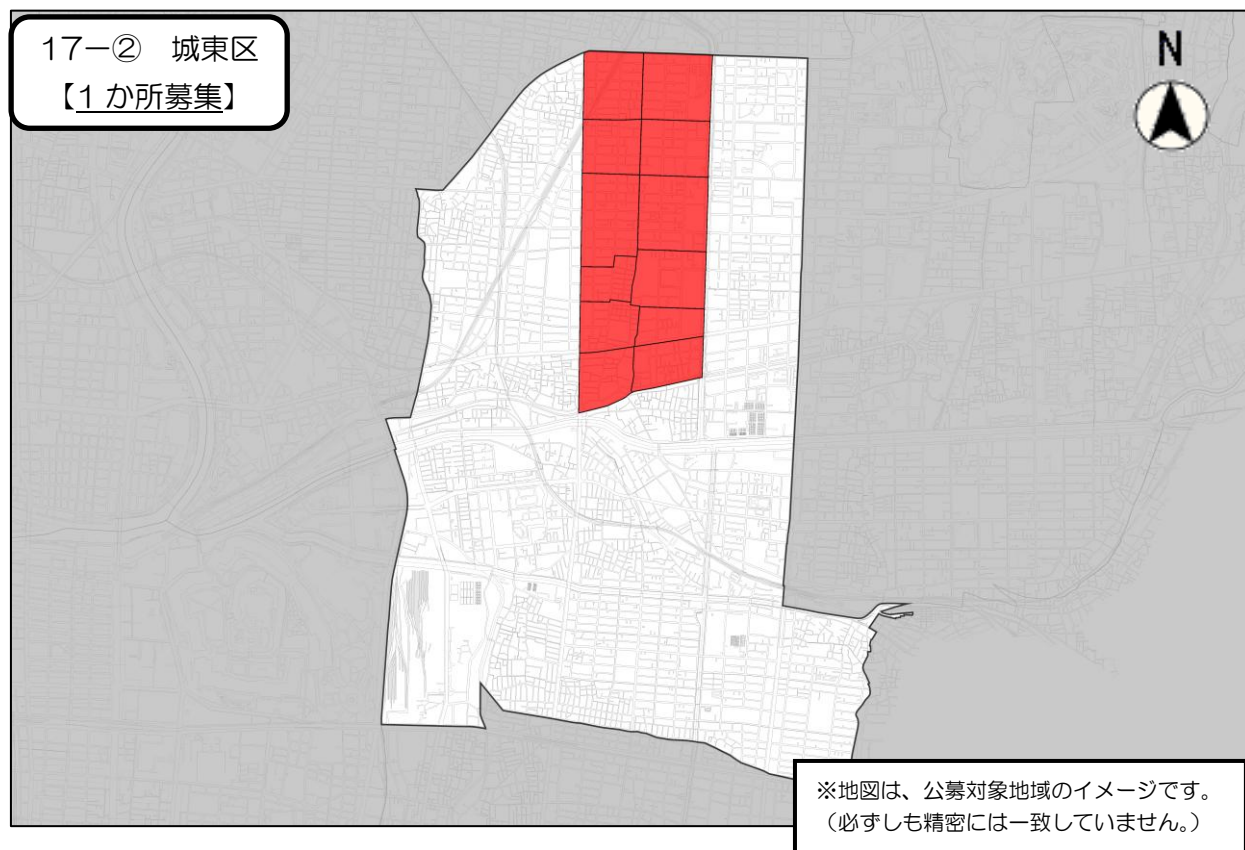 17−② 城東区
【1か所募集】
N
※地図は、公募対象地域のイメージです。
(必ずしも精密には一致していません。)